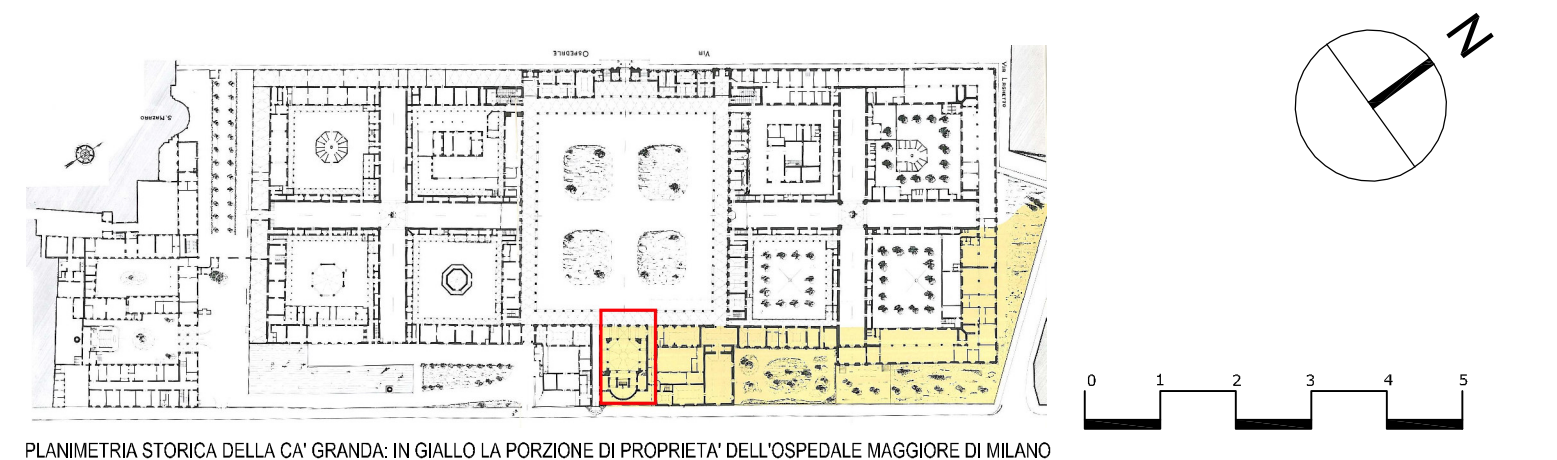 OSPEDALE
VIA
N
VIA LAGHETTO
S. NAZARO
0 1 2 3 4 5
PLANIMETRIA STORICA DELLA CA' GRANDA: IN GIALLO LA PORZIONE DI PROPRIETA' DELL'OSPEDALE MAGGIORE DI MILANO